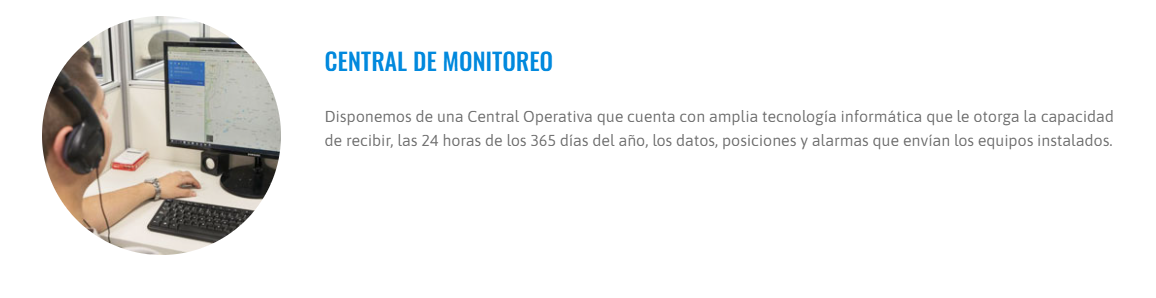 CENTRAL DE MONITOREO
Disponemos de una Central Operativa que cuenta con amplia tecnología informática que le otorga la capacidad
de recibir, las 24 horas de los 365 días del año, los datos, posiciones y alarmas que envían los equipos instalados.